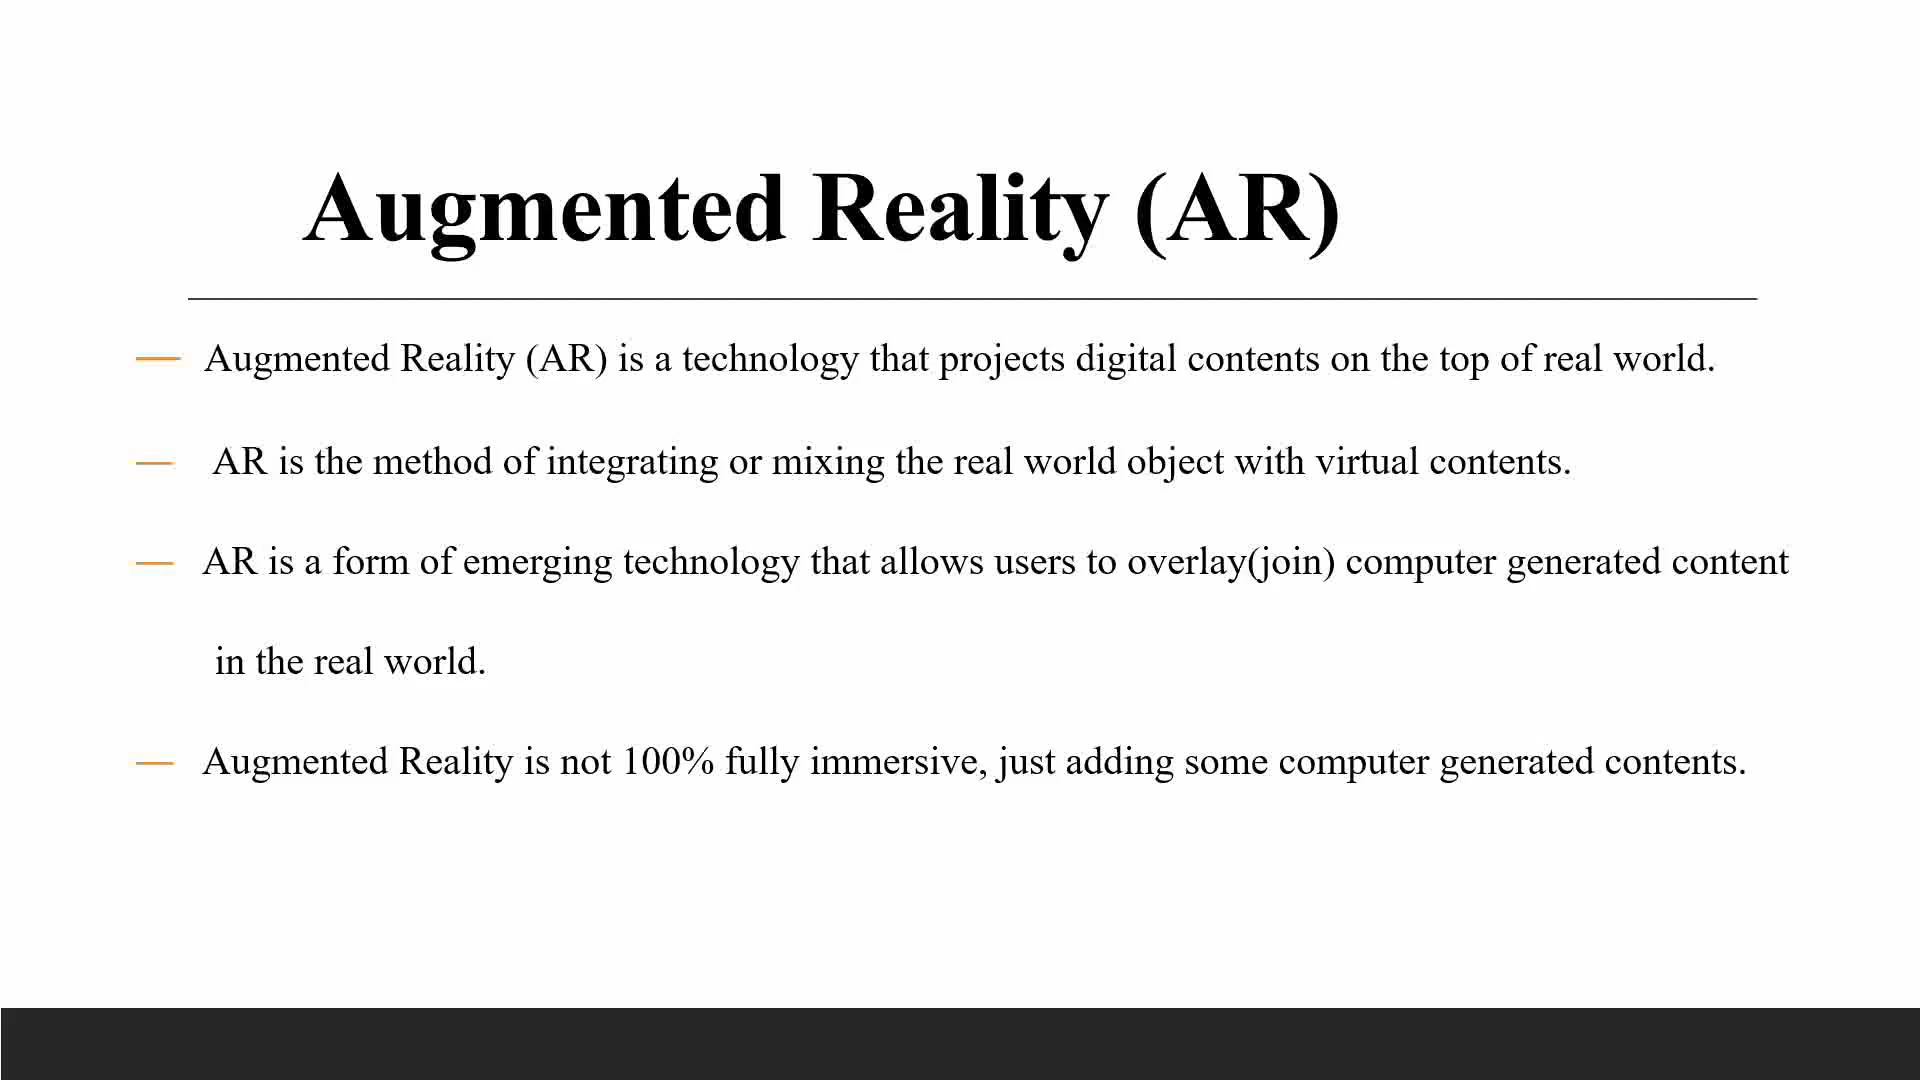 Augmented Reality (AR)
Augmented Reality (AR) is a technology that projects digital contents on the top of real world.
AR is the method of integrating or mixing the real world object with virtual contents.
AR is a form of emerging technology that allows users to overlay(join) computer generated content
in the real world.
Augmented Reality is not 100% fully immersive, just adding some computer generated contents.